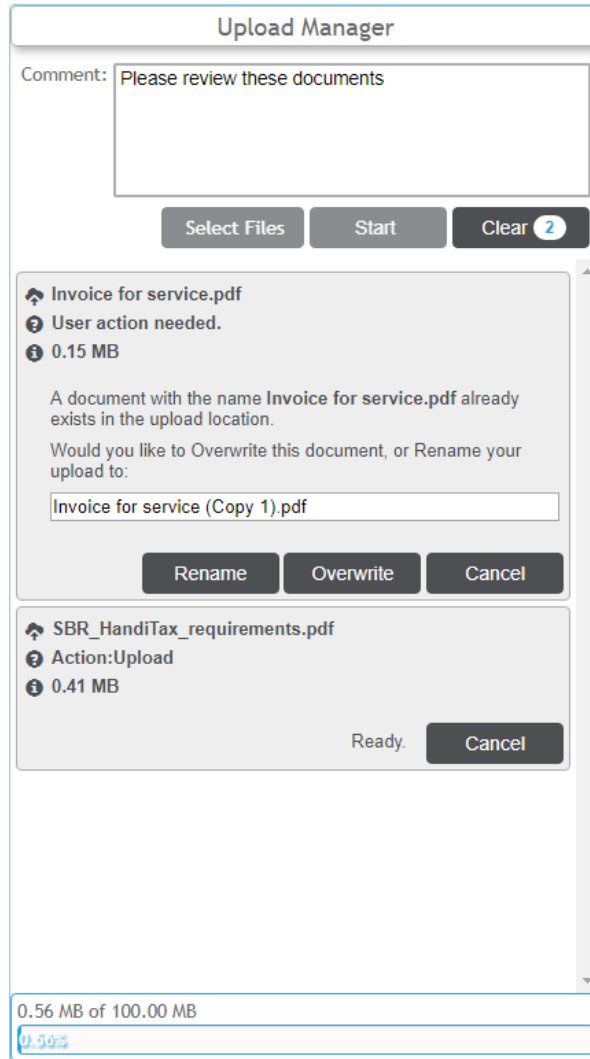 Upload Manager
Comment: Please review these documents
Select Files Start Clear 2
Invoice for service.pdf
User action needed.
0.15 MB
A document with the name Invoice for service.pdf already
exists in the upload location.
Would you like to Overwrite this document, or Rename your
upload to:
Invoice for service (Copy 1).pdf
Rename Overwrite Cancel
SBR_HandiTax_requirements.pdf
Action:Upload
0.41 MB
Ready. Cancel
0.56 MB of 100.00 MB
0.56%